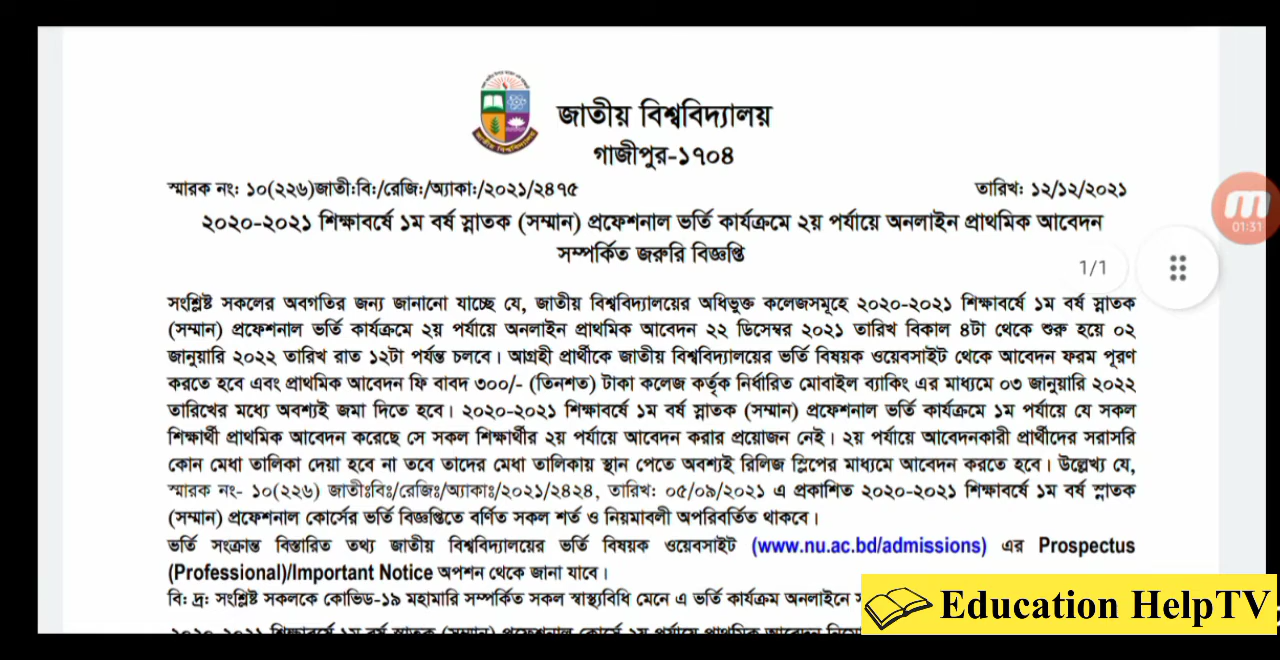 জাতীয় বিশ্ববিদ্যালয়
গাজীপুর-১৭০৪
স্মারক নং: ১০(২২৬)জাতী:বি:/রেজি:/অ্যাকা:/২০২১/২৪৭৫
তারিখ: ১২/১২/২০২১
২০২০-২০২১ শিক্ষাবর্ষে ১ম বর্ষ স্নাতক (সম্মান) প্রফেশনাল ভর্তি কার্যক্রমে ২য় পর্যায়ে অনলাইন প্রাথমিক আবেদন
সম্পর্কিত জরুরি বিজ্ঞপ্তি
01:31
1/1
সংশ্লিষ্ট সকলের অবগতির জন্য জানানো যাচ্ছে যে, জাতীয় বিশ্ববিদ্যালয়ের অধিভুক্ত কলেজসমূহে ২০২০-২০২১ শিক্ষাবর্ষে ১ম বর্ষ স্নাতক
(সম্মান) প্রফেশনাল ভর্তি কার্যক্রমে ২য় পর্যায়ে অনলাইন প্রাথমিক আবেদন ২২ ডিসেম্বর ২০২১ তারিখ বিকাল ৪টা থেকে শুরু হয়ে ০২
জানুয়ারি ২০২২ তারিখ রাত ১২টা পর্যন্ত চলবে। আগ্রহী প্রার্থীকে জাতীয় বিশ্ববিদ্যালয়ের ভর্তি বিষয়ক ওয়েবসাইট থেকে আবেদন ফরম পূরণ
করতে হবে এবং প্রাথমিক আবেদন ফি বাবদ ৩০০/- (তিনশত) টাকা কলেজ কর্তৃক নির্ধারিত মোবাইল ব্যাকিং এর মাধ্যমে ০৩ জানুয়ারি ২০২২
তারিখের মধ্যে অবশ্যই জমা দিতে হবে। ২০২০-২০২১ শিক্ষাবর্ষে ১ম বর্ষ স্নাতক (সম্মান) প্রফেশনাল ভর্তি কার্যক্রমে ১ম পর্যায়ে যে সকল
শিক্ষার্থী প্রাথমিক আবেদন করেছে সে সকল শিক্ষার্থীর ২য় পর্যায়ে আবেদন করার প্রয়োজন নেই। ২য় পর্যায়ে আবেদনকারী প্রার্থীদের সরাসরি
কোন মেধা তালিকা দেয়া হবে না তবে তাদের মেধা তালিকায় স্থান পেতে অবশ্যই রিলিজ স্লিপের মাধ্যমে আবেদন করতে হবে। উল্লেখ্য যে,
স্মারক নং- ১০(২২৬) জাতীঃবিঃ/রেজিঃ/অ্যাকাঃ/২০২১/২৪২৪, তারিখ: ০৫/০৯/২০২১ এ প্রকাশিত ২০২০-২০২১ শিক্ষাবর্ষে ১ম বর্ষ স্নাতক
(সম্মান) প্রফেশনাল কোর্সের ভর্তি বিজ্ঞপ্তিতে বর্ণিত সকল শর্ত ও নিয়মাবলী অপরিবর্তিত থাকবে।
ভর্তি সংক্রান্ত বিস্তারিত তথ্য জাতীয় বিশ্ববিদ্যালয়ের ভর্তি বিষয়ক ওয়েবসাইট (www.nu.ac.bd/admissions) এর Prospectus
(Professional)/Important Notice অপশন থেকে জানা যাবে।
বি: দ্র: সংশ্লিষ্ট সকলকে কোভিড-১৯ মহামারি সম্পর্কিত সকল স্বাস্থ্যবিধি মেনে এ ভর্তি কার্যক্রম অনলাইনে
Education HelpTV